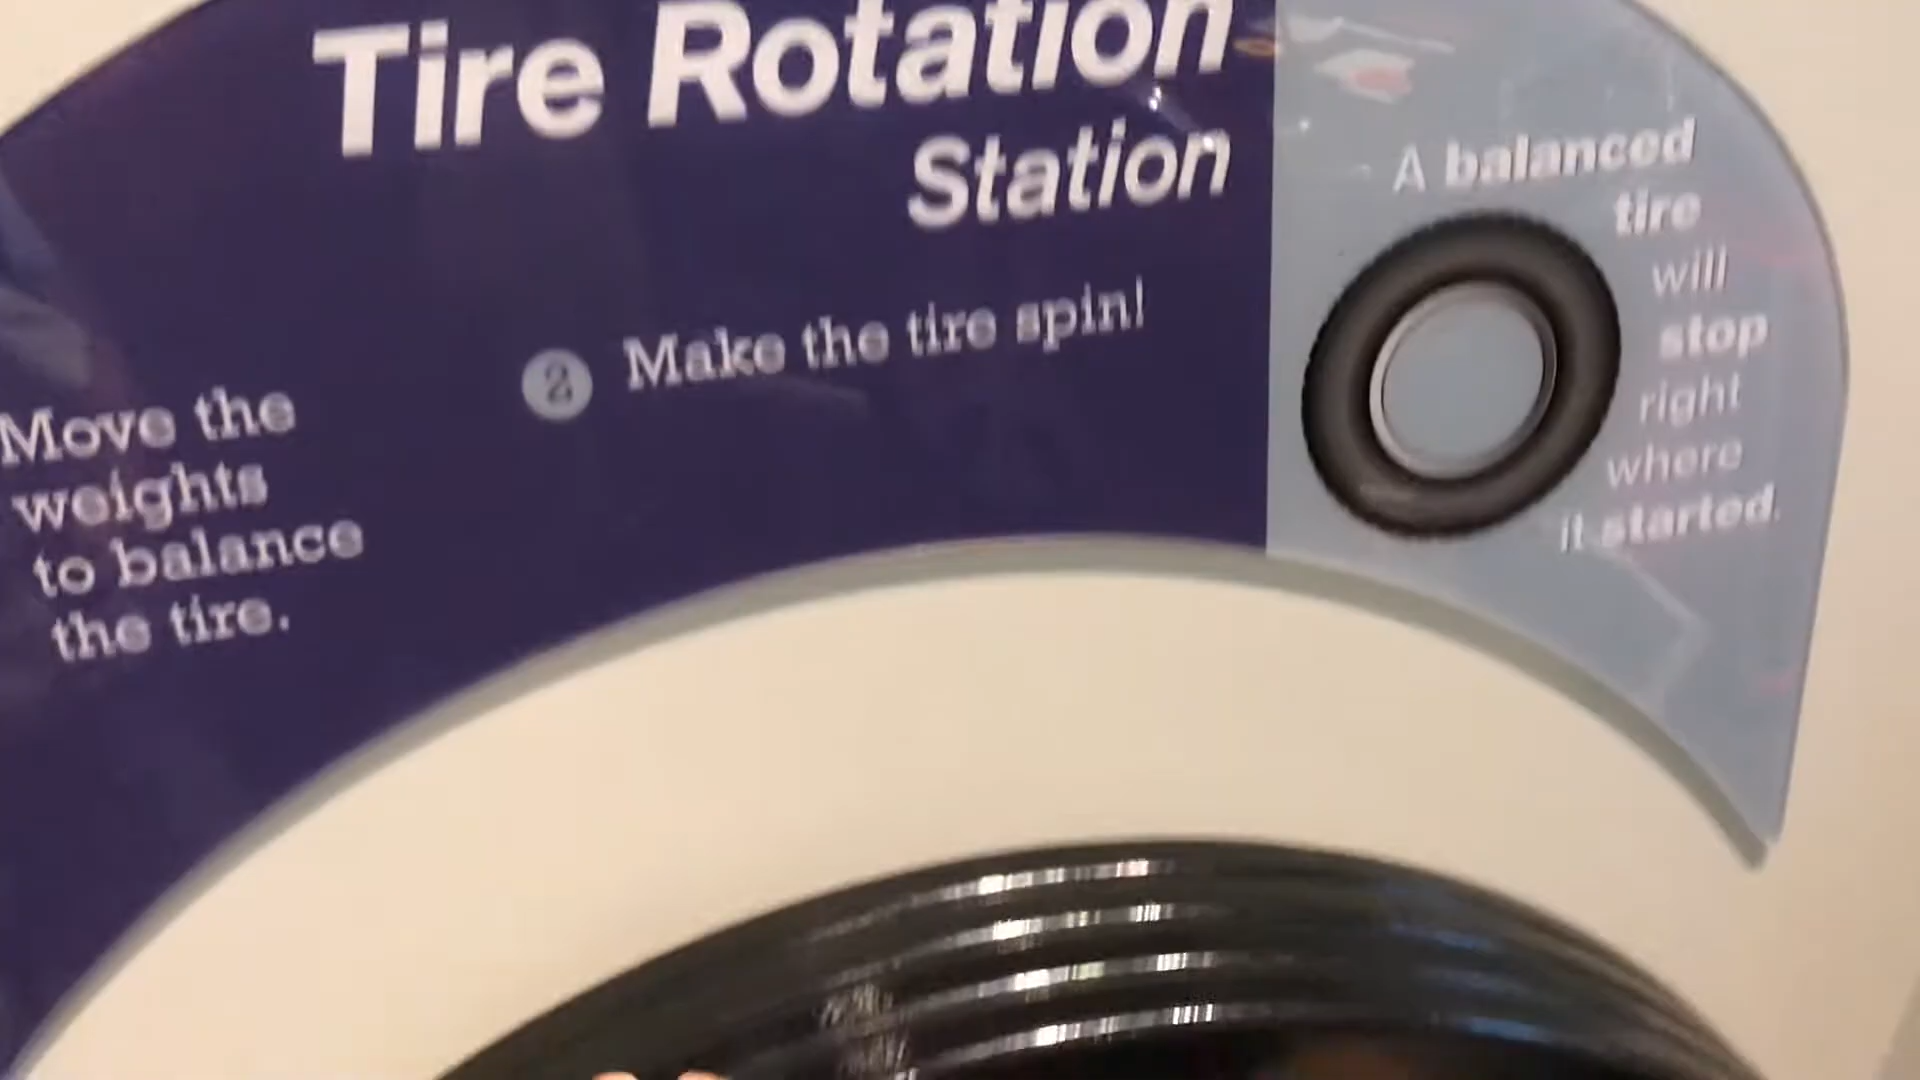 Tire Rotation
Station
Move the
weights
to balance
the tire.
2 Make the tire spin!
A balanced
tire
will
stop
right
where
it started.